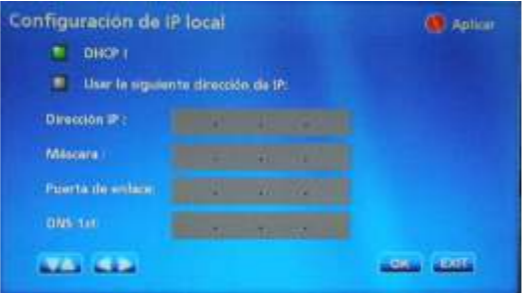 Configuración de IP local
Aplicar
DHCP !
Usar la siguiente dirección de IP:
Dirección IP :
Máscara :
Puerta de enlace:
DNS 1st:
OK
EXIT